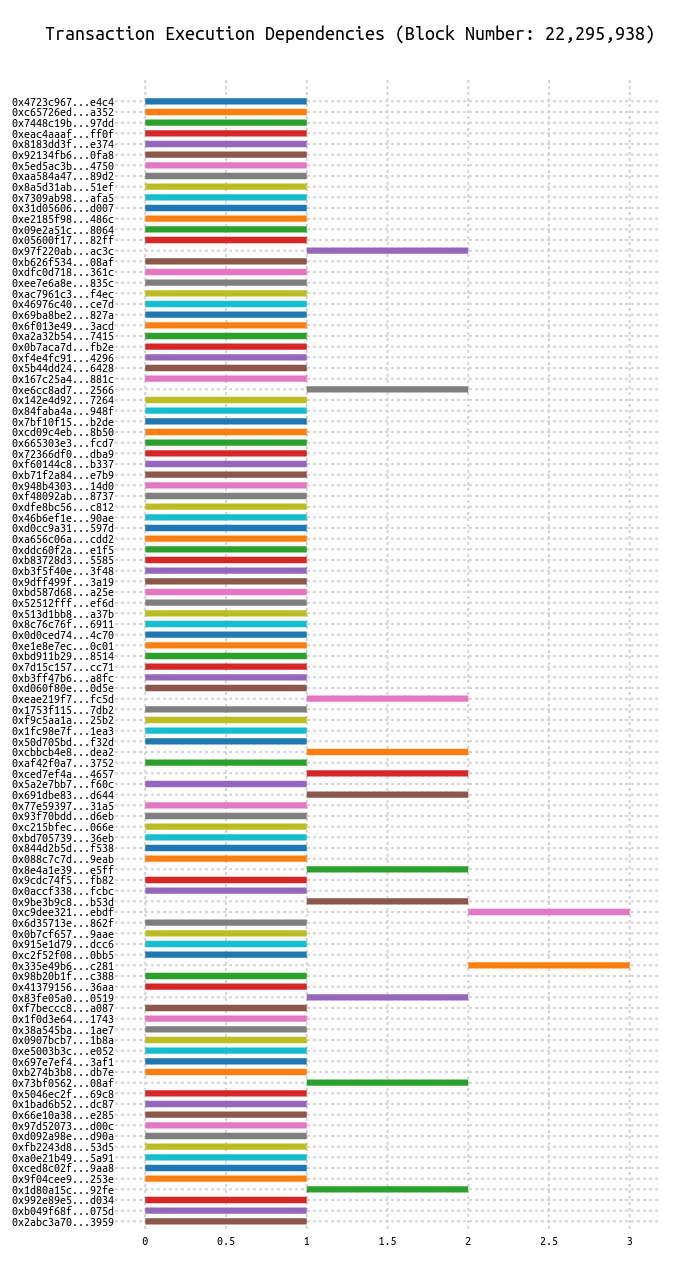 Transaction Execution Dependencies (Block Number: 22,295,938)
0x4723c967...e4c4
0xc65726ed...a352
0x7448c19b...97dd
0xeac4aaaf...ff0f
0x8183dd3f...e374
0x92134fb6...0fa8
0x5ed5ac3b...4750
0xaa584a47...89d2
0x8a5d31ab...51ef
0x7309ab98...afa5
0x31d05606...d007
0xe2185f98...486c
0x09e2a51c...8064
0x05600f17...82ff
0x97f220ab...ac3c
0xb626f534...08af
0xdfc0d718...361c
0xee7e6a8e...835c
0xac7961c3...f4ec
0x46976c40...ce7d
0x69ba8be2...827a
0x6f013e49...3acd
0xa2a32b54...7415
0x0b7aca7d...fb2e
0xf4e4fc91...4296
0x5b44dd24...6428
0x167c25a4...881c
0xe6cc8ad7...2566
0x142e4d92...7264
0x84faba4a...948f
0x7bf10f15...b2de
0xcd09c4eb...8b50
0x665303e3...fcd7
0x72366df0...dba9
0xf60144c8...b337
0xb71f2a84...e7b9
0x948b4303...14d0
0xf48092ab...8737
0xdfe8bc56...c812
0x46b6ef1e...90ae
0xd0cc9a31...597d
0xa656c06a...cdd2
0xddc60f2a...e1f5
0xb83728d3...5585
0xb3f5f40e...3f48
0x9dff499f...3a19
0xbd587d68...a25e
0x52512fff...ef6d
0x513d1bb8...a37b
0x8c76c76f...6911
0x0d0ced74...4c70
0xe1e8e7ec...0c01
0xbd911b29...8514
0x7d15c157...cc71
0xb3ff47b6...a8fc
0xd060f80e...0d5e
0xeae219f7...fc5d
0x1753f115...7db2
0xf9c5aa1a...25b2
0x1fc98e7f...1ea3
0x50d705bd...f32d
0xcbbcb4e8...dea2
0xaf42f0a7...3752
0xced7ef4a...4657
0x5a2e7bb7...f60c
0x691dbe83...d644
0x77e59397...31a5
0x93f70bdd...d6eb
0xc215bfec...066e
0xbd705739...36eb
0x844d2b5d...f538
0x088c7c7d...9eab
0x8e4a1e39...e5ff
0x9cdc74f5...fb82
0x0accf338...fcbc
0x9be3b9c8...b53d
0xc9dee321...ebdf
0x6d35713e...862f
0x0b7cf657...9aae
0x915e1d79...dcc6
0xc2f52f08...0bb5
0x335e49b6...c281
0x98b20b1f...c388
0x41379156...36aa
0x83fe05a0...0519
0xf7beccc8...a087
0x1f0d3e64...1743
0x38a545ba...1ae7
0x0907bcb7...1b8a
0xe5003b3c...e052
0x697e7ef4...3af1
0xb274b3b8...db7e
0x73bf0562...08af
0x5046ec2f...69c8
0x1bad6b52...dc87
0x66e10a38...e285
0x97d52073...d00c
0xd092a98e...d90a
0xfb2243d8...53d5
0xa0e21b49...5a91
0xced8c02f...9aa8
0x9f04cee9...253e
0x1d80a15c...92fe
0x992e89e5...d034
0xb049f68f...075d
0x2abc3a70...3959
0 0.5 1 1.5 2 2.5 3